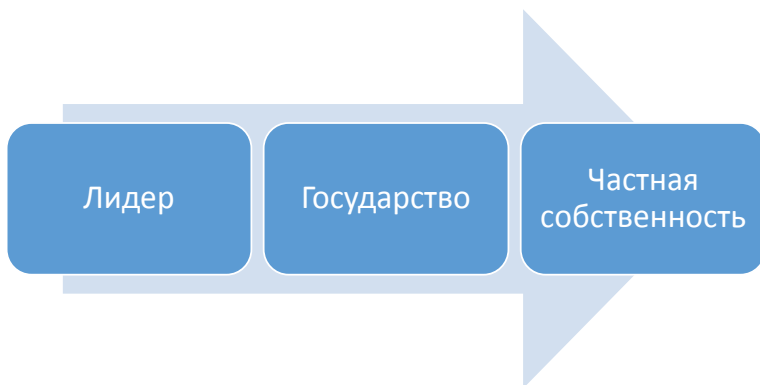 Лидер
Государство
Частная
собственность